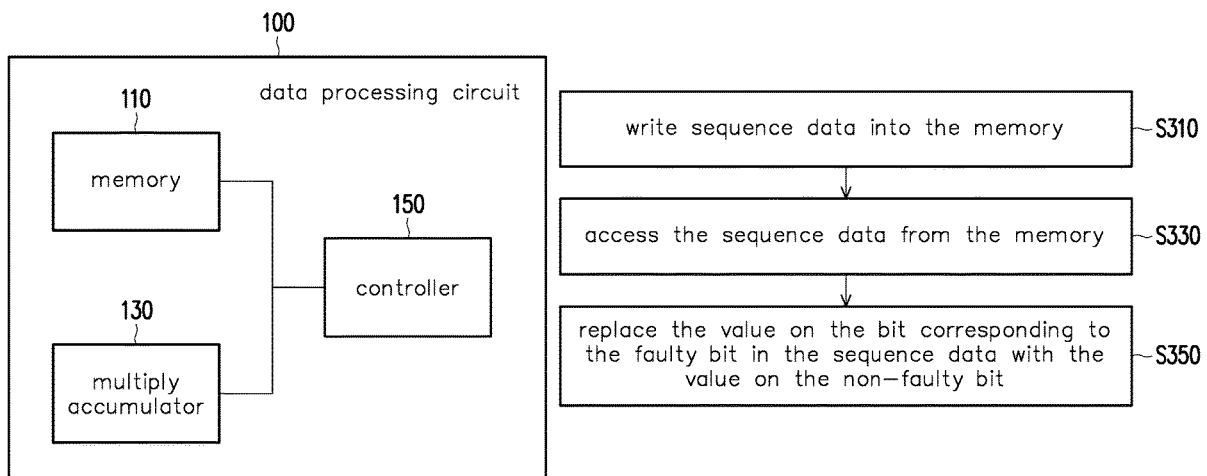 100
data processing circuit
110
memory
150
controller
130
multiply
accumulator
write sequence data into the memory
S310
access the sequence data from the memory
S330
replace the value on the bit corresponding to
the faulty bit in the sequence data with the
value on the non-faulty bit
S350